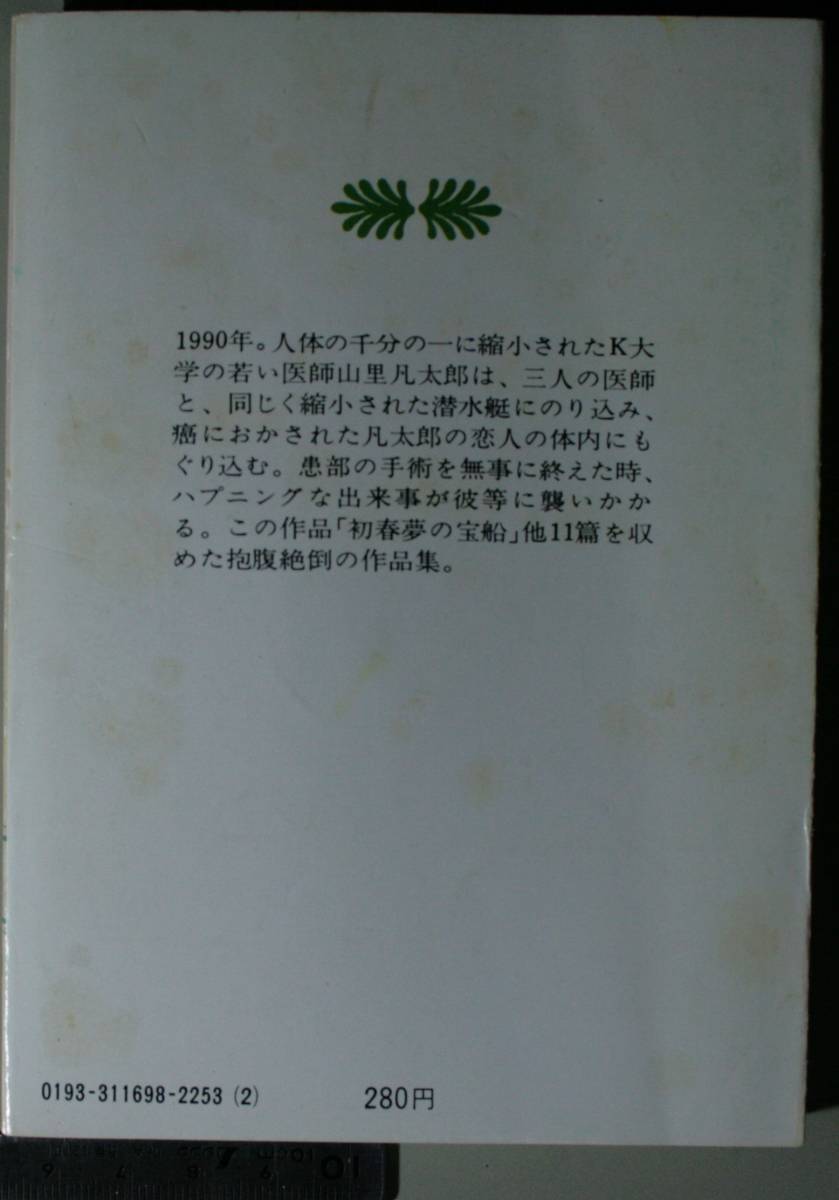 1990年。人体の千分の一に縮小されたK大
学の若い医師山里凡太郎は、三人の医師
と、同じく縮小された潜水艇にのり込み、
癌におかされた凡太郎の恋人の体内にも
ぐり込む。患部の手術を無事に終えた時、
ハプニングな出来事が彼等に襲いかか
る。この作品「初春夢の宝船」他11篇を収
めた抱腹絶倒の作品集。
0193-311698-2253 (2)
280円
6 7 8 9 10